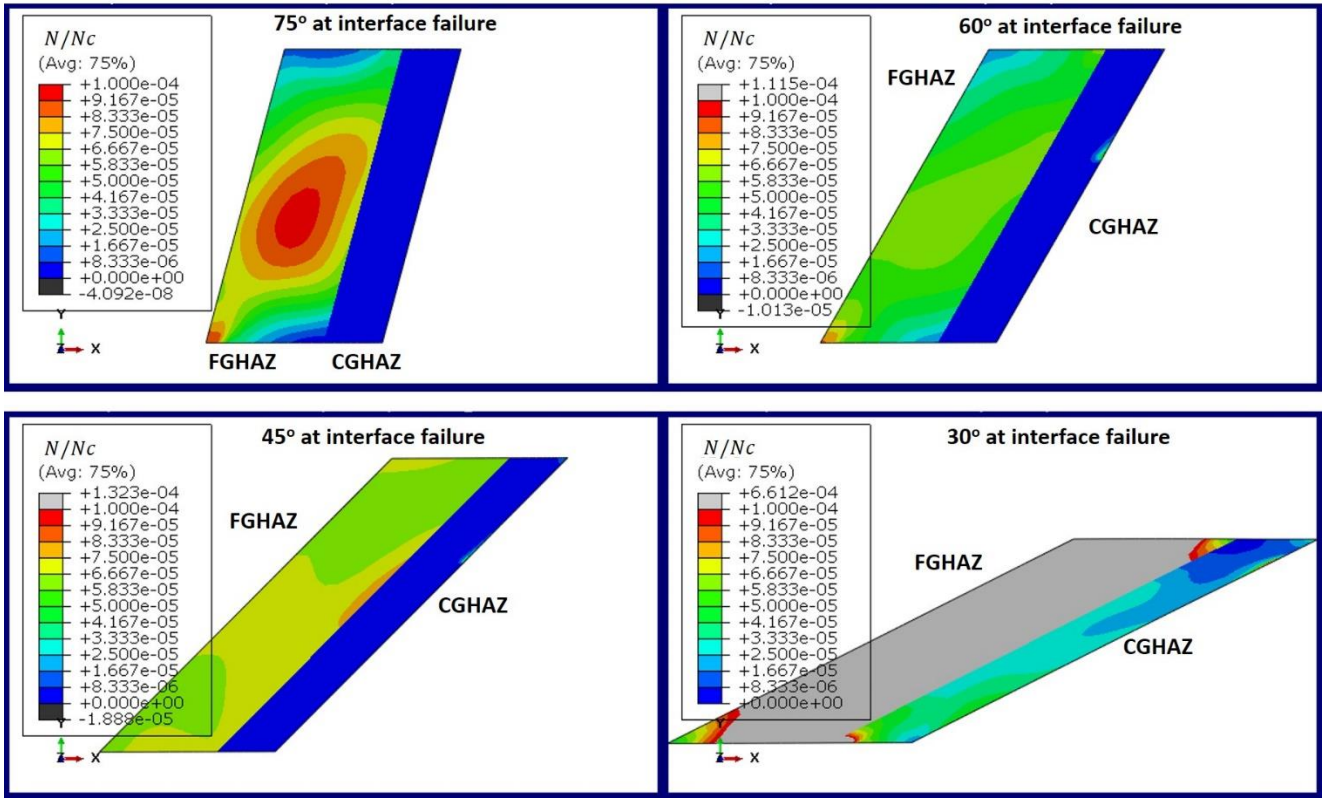 75º at interface failure
N/Nc
(Avg: 75%)
+1.000e-04
+9.167e-05
+8.333e-05
+7.500e-05
+6.667e-05
+5.833e-05
+5.000e-05
+4.167e-05
+3.333e-05
+2.500e-05
+1.667e-05
+8.333e-06
+0.000e+00
-4.092e-08
Y
Z X
FGHAZ CGHAZ
60º at interface failure
N/Nc
(Avg: 75%)
+1.115e-04
+1.000e-04
+9.167e-05
+8.333e-05
+7.500e-05
+6.667e-05
+5.833e-05
+5.000e-05
+4.167e-05
+3.333e-05
+2.500e-05
+1.667e-05
+8.333e-06
+0.000e+00
-1.013e-05
Y
Z X
FGHAZ
CGHAZ
45º at interface failure
N/Nc
(Avg: 75%)
+1.323e-04
+1.000e-04
+9.167e-05
+8.333e-05
+7.500e-05
+6.667e-05
+5.833e-05
+5.000e-05
+4.167e-05
+3.333e-05
+2.500e-05
+1.667e-05
+8.333e-06
+0.000e+00
-1.888e-05
Y
Z X
FGHAZ
CGHAZ
30º at interface failure
N/Nc
(Avg: 75%)
+6.612e-04
+1.000e-04
+9.167e-05
+8.333e-05
+7.500e-05
+6.667e-05
+5.833e-05
+5.000e-05
+4.167e-05
+3.333e-05
+2.500e-05
+1.667e-05
+8.333e-06
+0.000e+00
Y
Z X
FGHAZ
CGHAZ